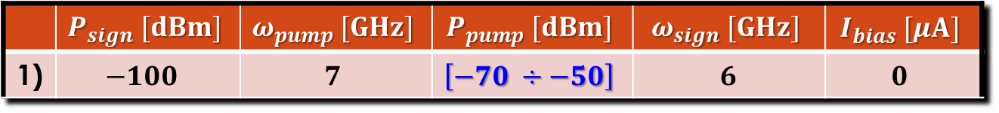 P_sign [dBm] ω_pump [GHz] P_pump [dBm] ω_sign [GHz] I_bias [μA]
1) −100 7 [−70 ÷ −50] 6 0